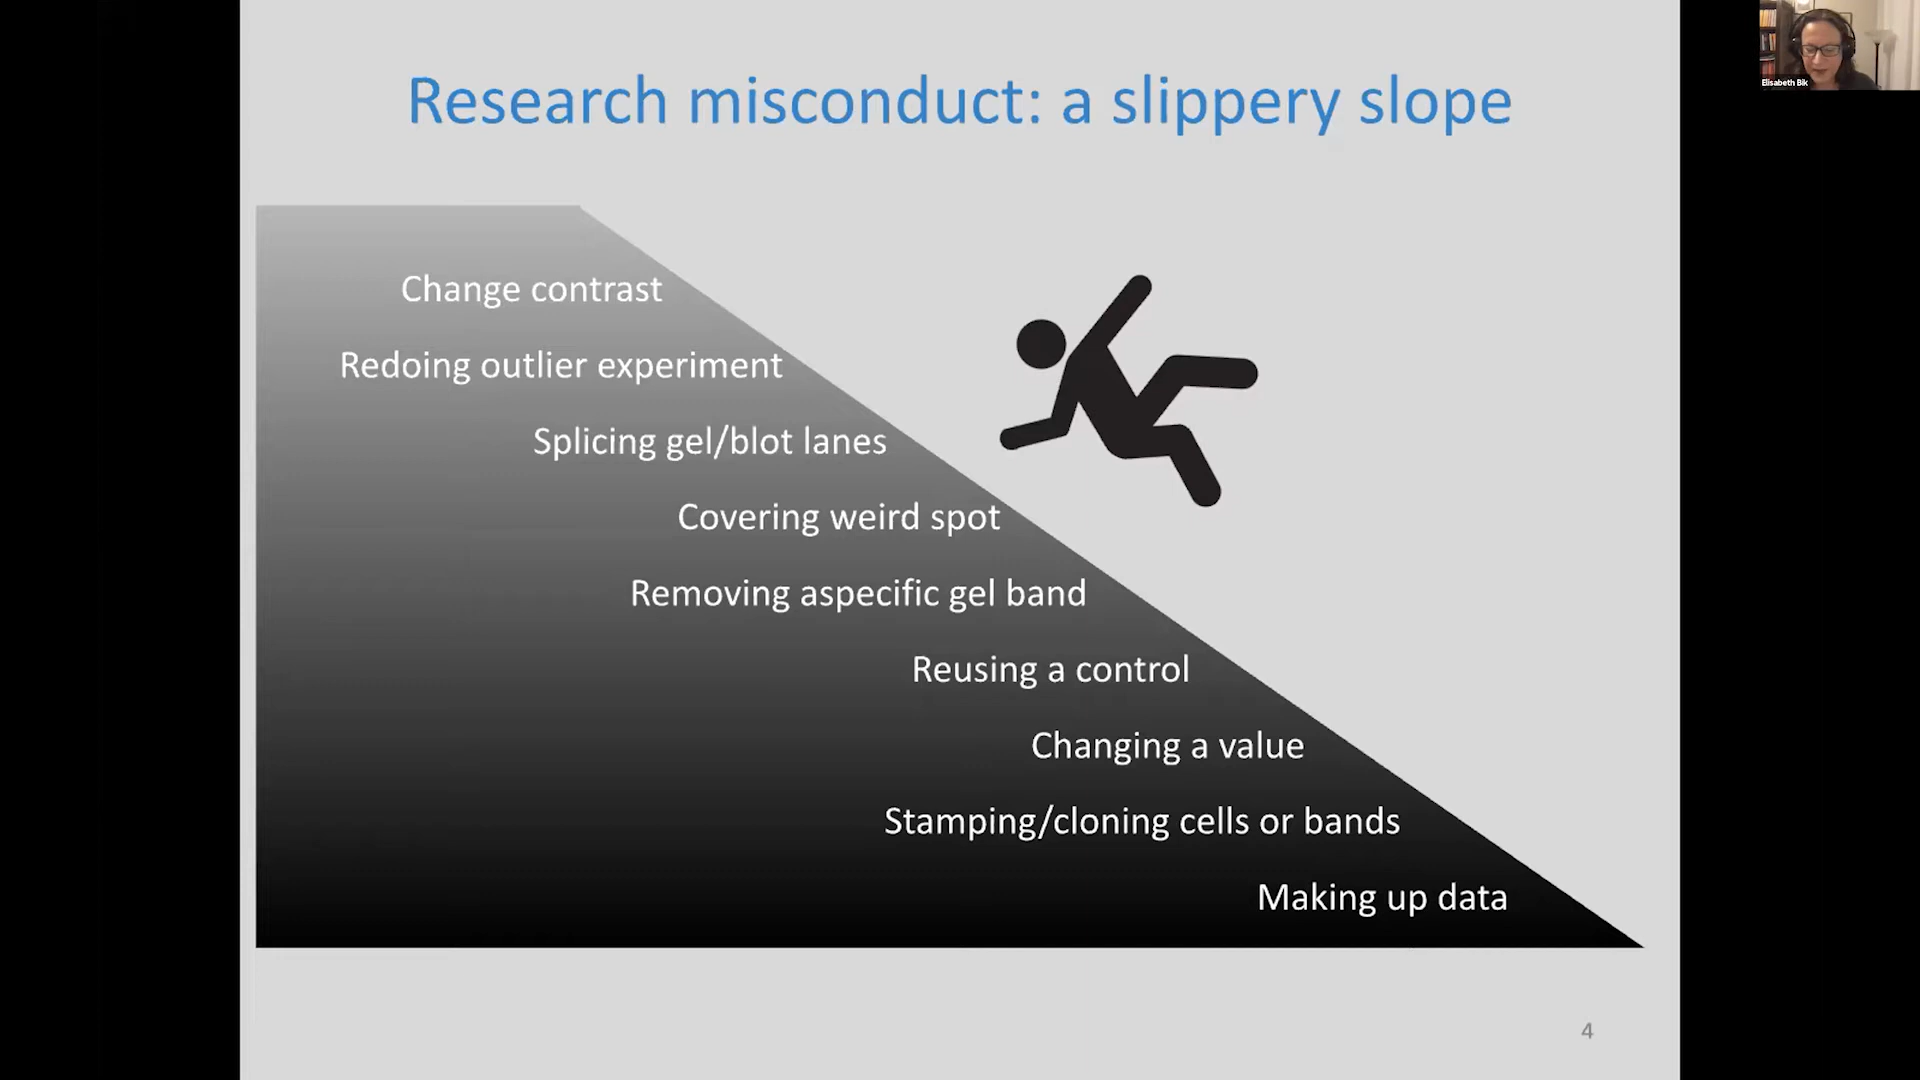 Research misconduct: a slippery slope
Elisabeth Bik
Change contrast
Redoing outlier experiment
Splicing gel/blot lanes
Covering weird spot
Removing aspecific gel band
Reusing a control
Changing a value
Stamping/cloning cells or bands
Making up data
4